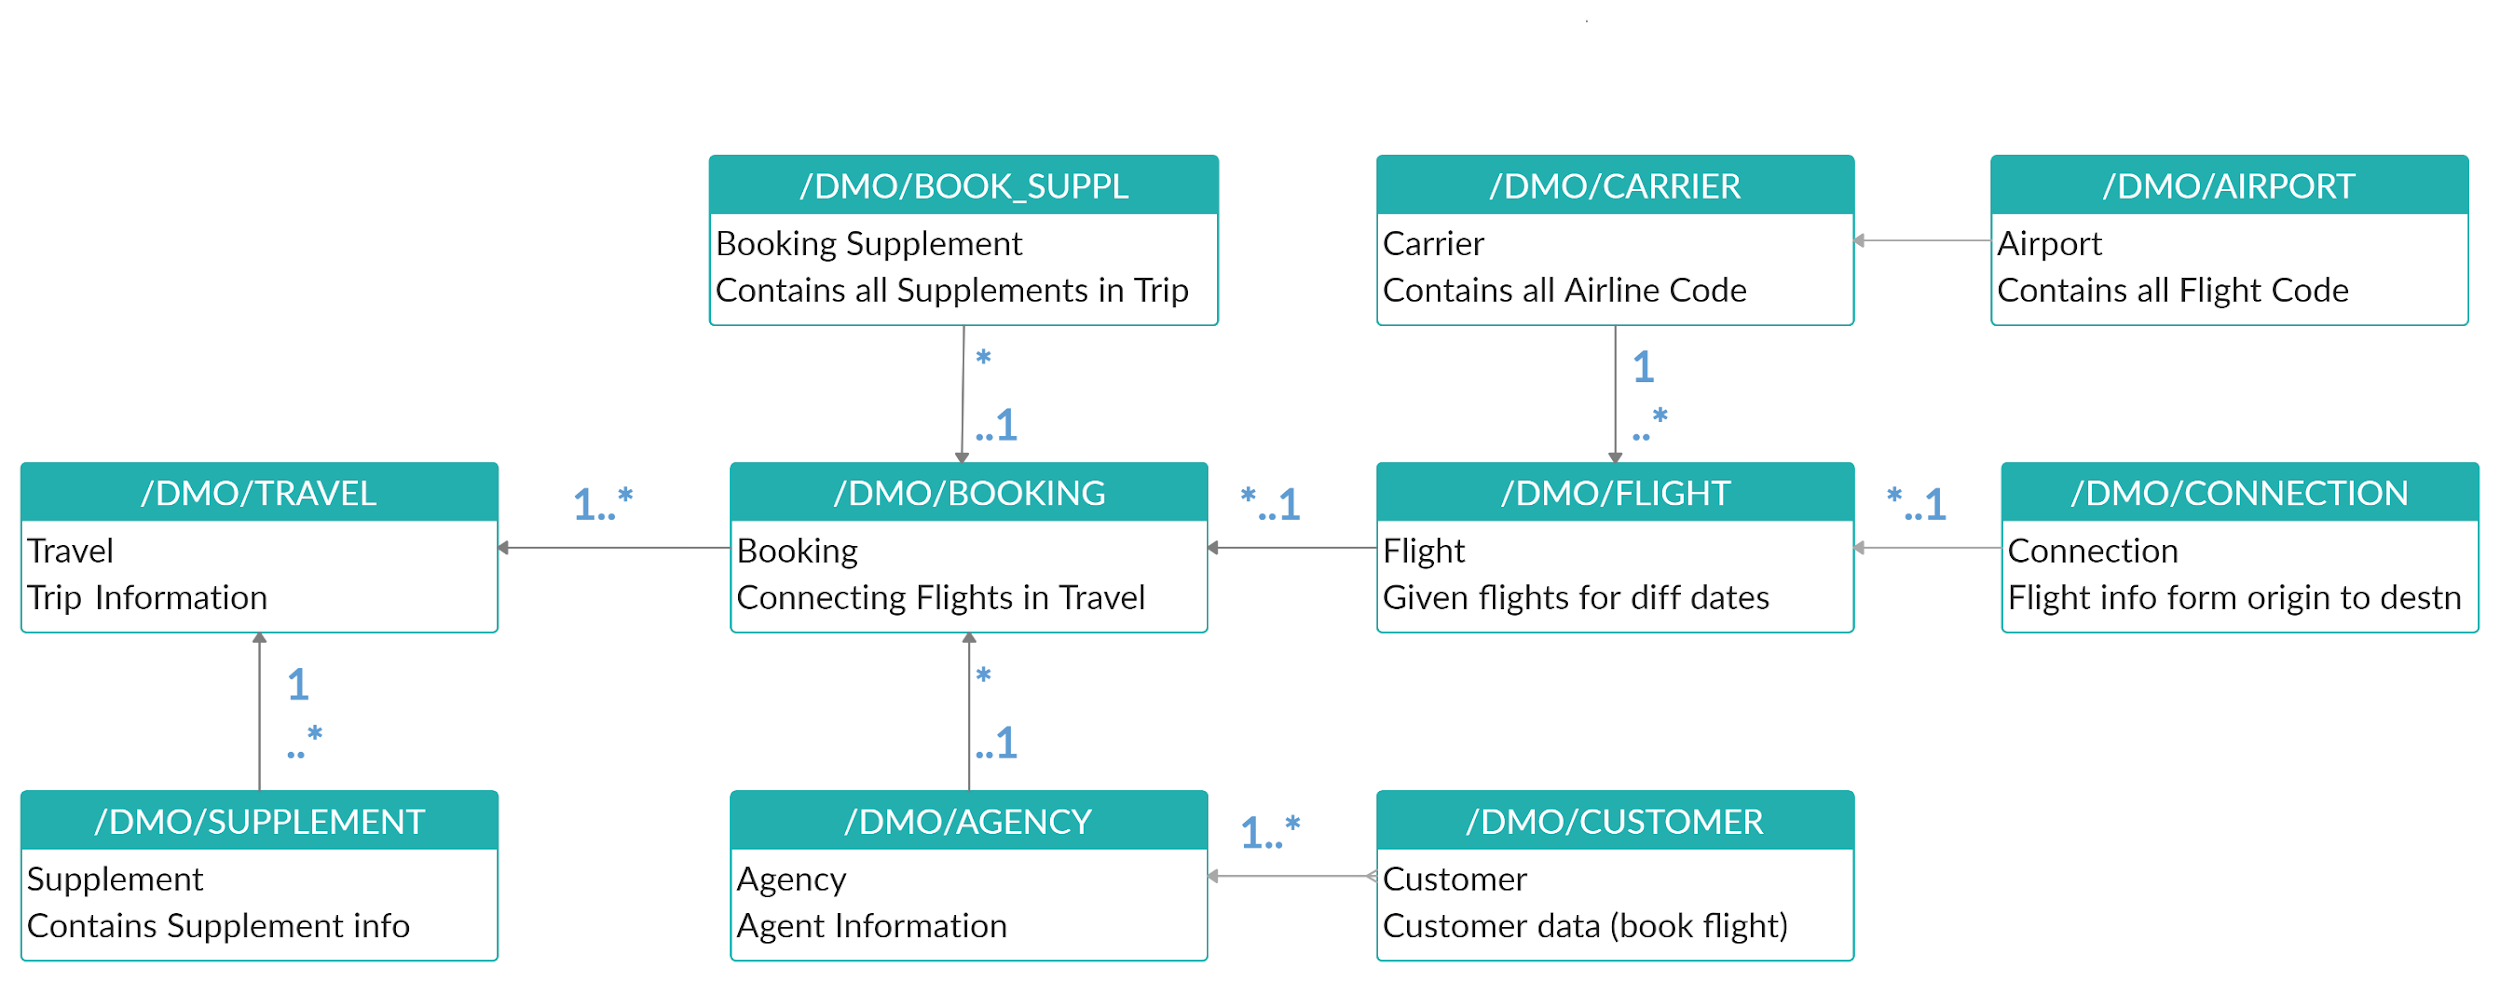 /DMO/BOOK_SUPPL
Booking Supplement
Contains all Supplements in Trip
/DMO/CARRIER
Carrier
Contains all Airline Code
/DMO/AIRPORT
Airport
Contains all Flight Code
*
..1
1
..*
/DMO/TRAVEL
Travel
Trip Information
1..*
/DMO/BOOKING
Booking
Connecting Flights in Travel
*..1
/DMO/FLIGHT
Flight
Given flights for diff dates
*..1
/DMO/CONNECTION
Connection
Flight info form origin to destn
1
..*
*
..1
/DMO/SUPPLEMENT
Supplement
Contains Supplement info
/DMO/AGENCY
Agency
Agent Information
1..*
/DMO/CUSTOMER
Customer
Customer data (book flight)